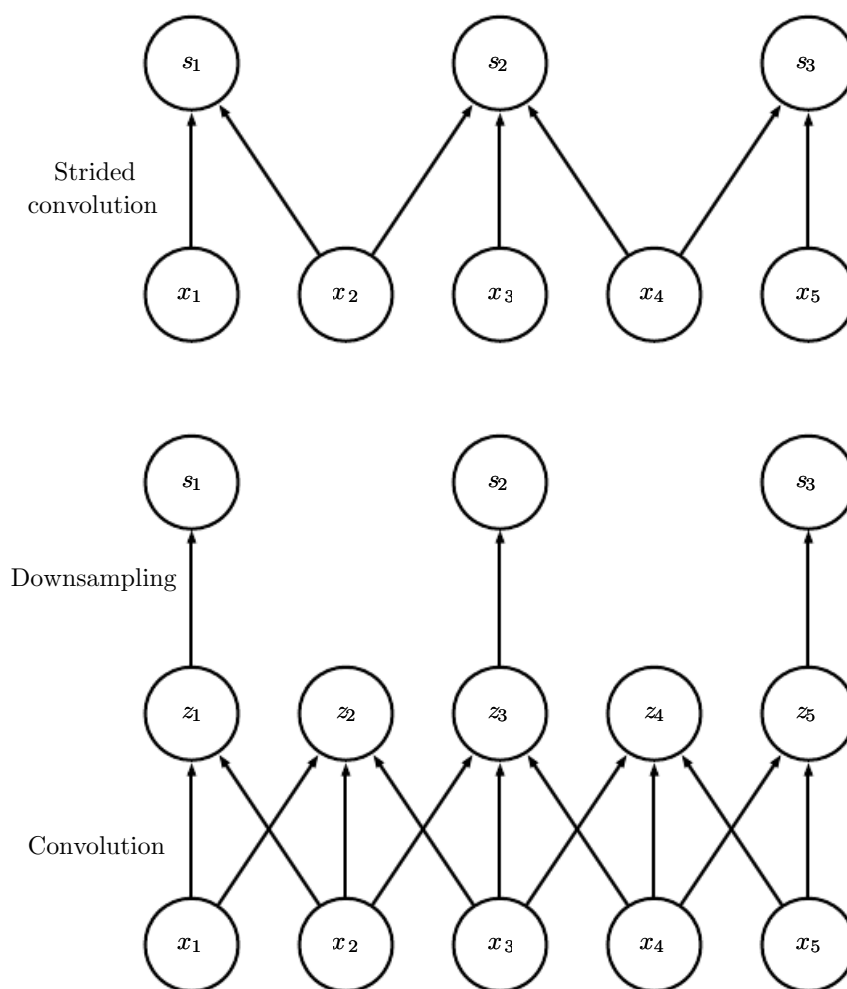 s₁ s₂ s₃
Strided
convolution
x₁ x₂ x₃ x₄ x₅
s₁ s₂ s₃
Downsampling
z₁ z₂ z₃ z₄ z₅
Convolution
x₁ x₂ x₃ x₄ x₅